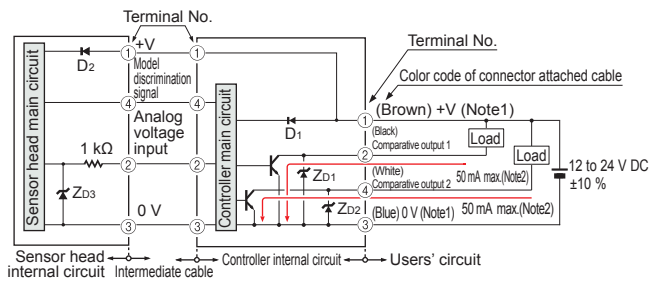 Terminal No.
Terminal No.
Color code of connector attached cable
Sensor head main circuit
D2
1 kΩ
ZD3
1 +V
Model
discrimination
signal
4
Analog
voltage
input
2
0 V
3
1
4
2
3
Controller main circuit
D1
ZD1
ZD2
1 (Brown) +V (Note1)
(Black)
Comparative output 1
2
Load
Load
(White)
Comparative output 2
4
50 mA max.(Note2)
50 mA max.(Note2)
(Blue) 0 V (Note1)
3
12 to 24 V DC
±10 %
Sensor head
internal circuit
Intermediate cable
Controller internal circuit
Users' circuit